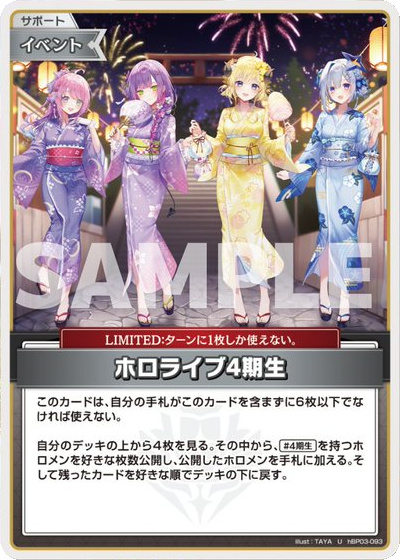 サポート
イベント
SAMPLE
LIMITED:ターンに1枚しか使えない。
ホロライブ4期生
このカードは、自分の手札がこのカードを含まずに6枚以下で
なければ使えない。
自分のデッキの上から4枚を見る。その中から、#4期生を持つホ
ロメンを好きな枚数公開し、公開したホロメンを手札に加える。そ
して残ったカードを好きな順でデッキの下に戻す。
illust：TAYA U hBP03-093